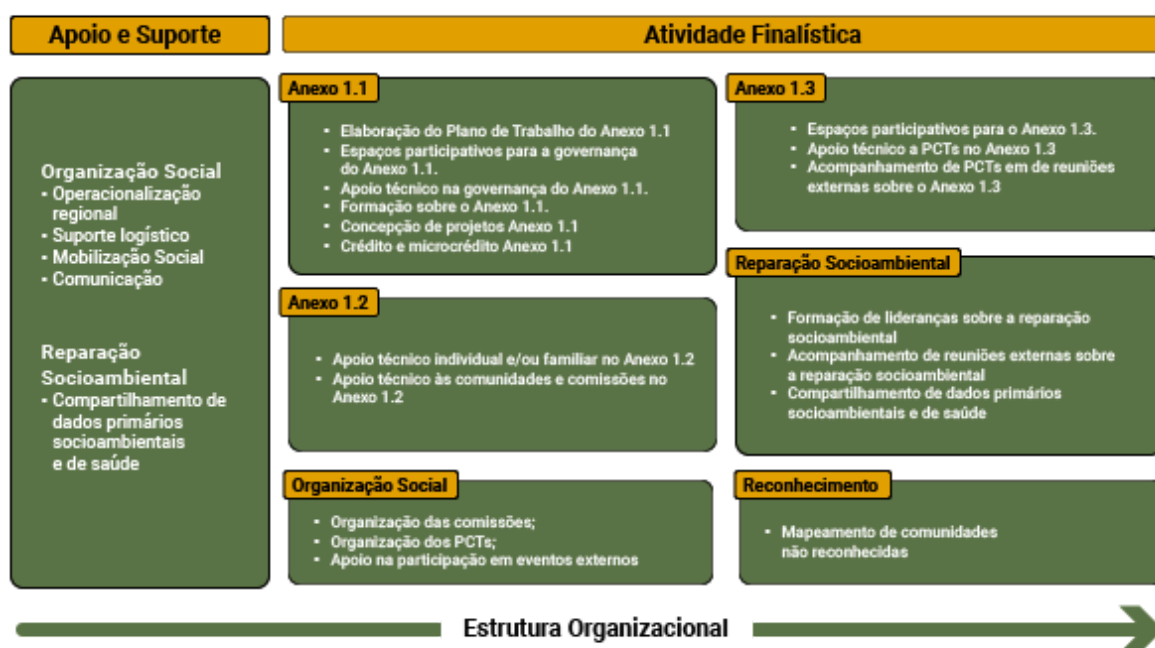 Apoio e Suporte
Atividade Finalística
Organização Social
▪ Operacionalização
regional
▪ Suporte logístico
▪ Mobilização Social
▪ Comunicação
Reparação
Socioambiental
▪ Compartilhamento de
dados primários
socioambientais
e de saúde
Anexo 1.1
▪ Elaboração do Plano de Trabalho do Anexo 1.1
▪ Espaços participativos para a governança
do Anexo 1.1.
▪ Apoio técnico na governança do Anexo 1.1.
▪ Formação sobre o Anexo 1.1.
▪ Concepção de projetos Anexo 1.1
▪ Crédito e microcrédito Anexo 1.1
Anexo 1.2
▪ Apoio técnico individual e/ou familiar no Anexo 1.2
▪ Apoio técnico às comunidades e comissões no
Anexo 1.2
Organização Social
▪ Organização das comissões;
▪ Organização dos PCTs;
▪ Apoio na participação em eventos externos
Anexo 1.3
▪ Espaços participativos para o Anexo 1.3.
▪ Apoio técnico a PCTs no Anexo 1.3
▪ Acompanhamento de PCTs em de reuniões
externas sobre o Anexo 1.3
Reparação Socioambiental
▪ Formação de lideranças sobre a reparação
socioambiental
▪ Acompanhamento de reuniões externas sobre
a reparação socioambiental
▪ Compartilhamento de dados primários
socioambientais e de saúde
Reconhecimento
▪ Mapeamento de comunidades
não reconhecidas
Estrutura Organizacional